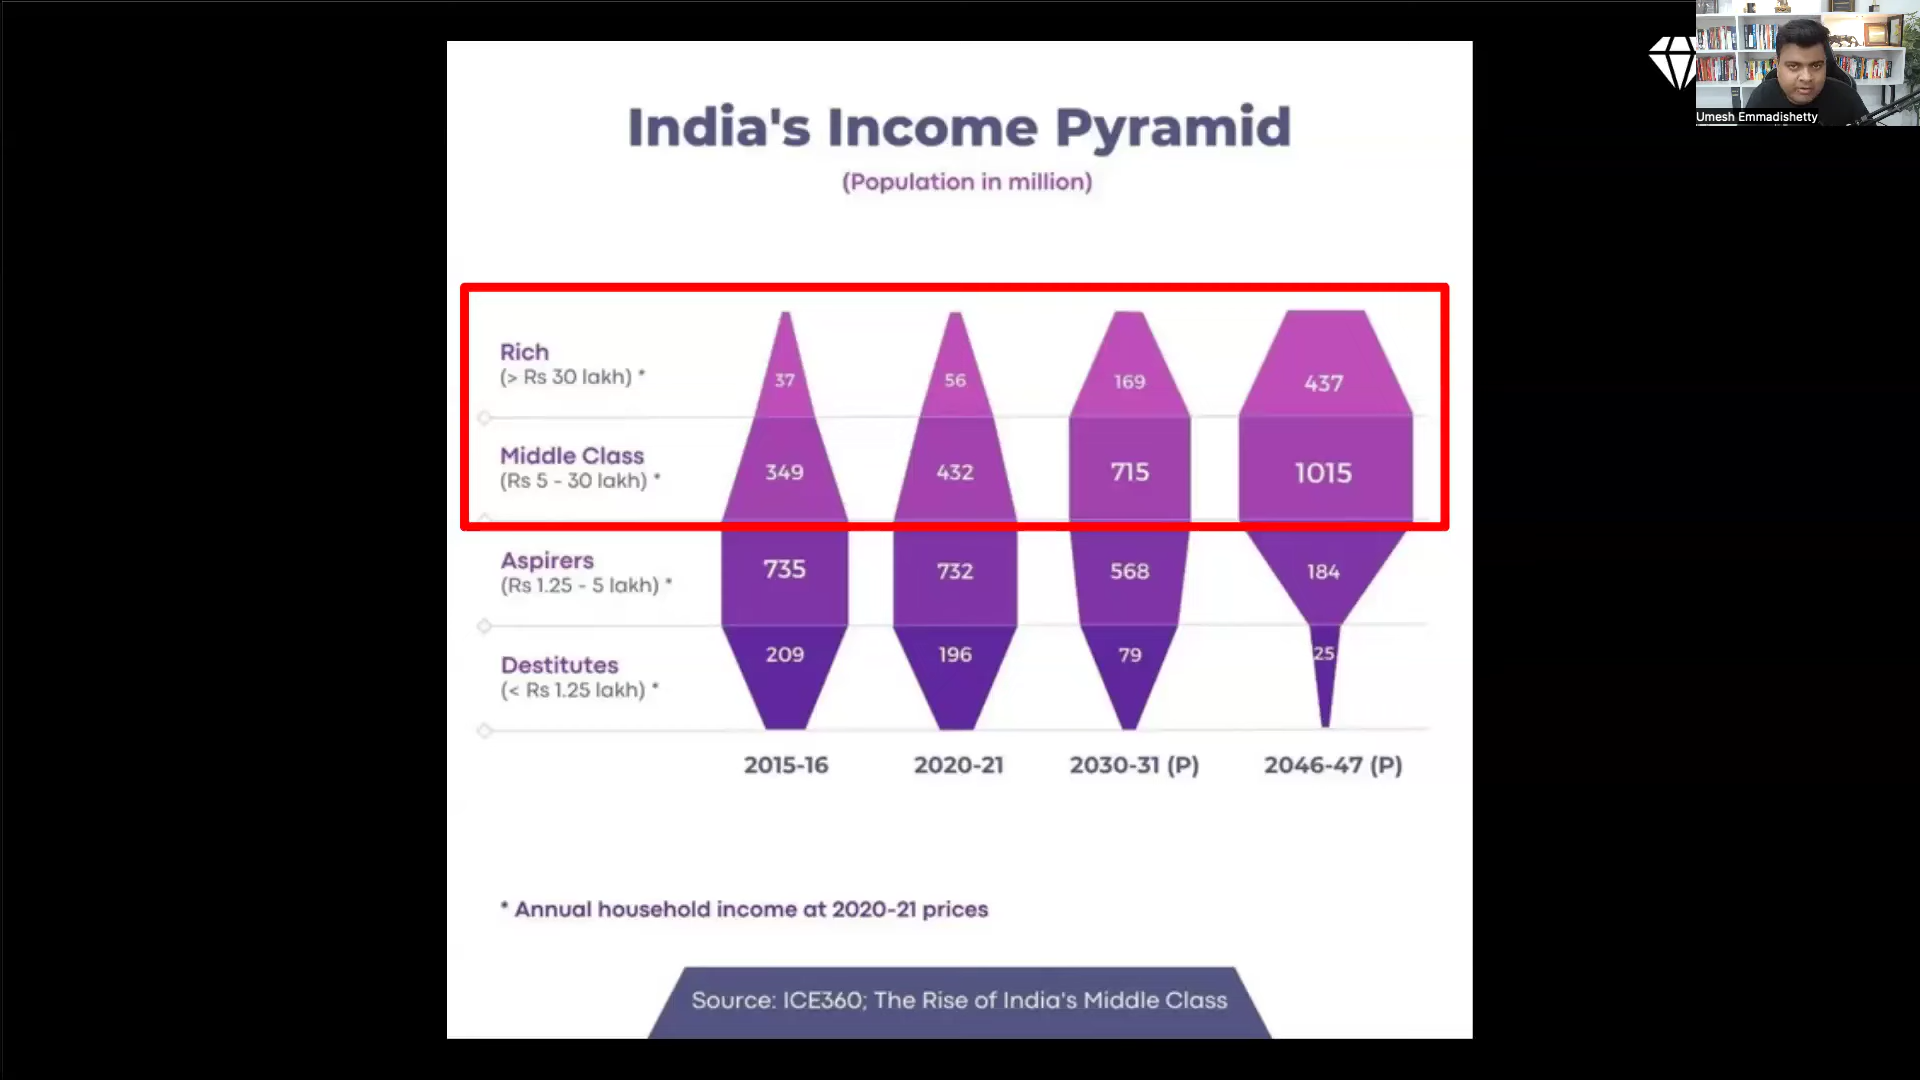 Umesh Emmadishetty
India's Income Pyramid
(Population in million)
Rich
(> Rs 30 lakh) *
37 56 169 437
Middle Class
(Rs 5 - 30 lakh) *
349 432 715 1015
Aspirers
(Rs 1.25 - 5 lakh) *
735 732 568 184
Destitutes
(< Rs 1.25 lakh) *
209 196 79 25
2015-16 2020-21 2030-31 (P) 2046-47 (P)
* Annual household income at 2020-21 prices
Source: ICE360; The Rise of India's Middle Class